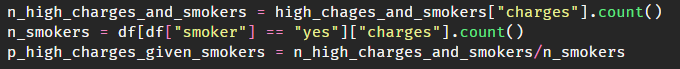 n_high_charges_and_smokers = high_chages_and_smokers["charges"].count()
n_smokers = df[df["smoker"] == "yes"]["charges"].count()
p_high_charges_given_smokers = n_high_charges_and_smokers/n_smokers